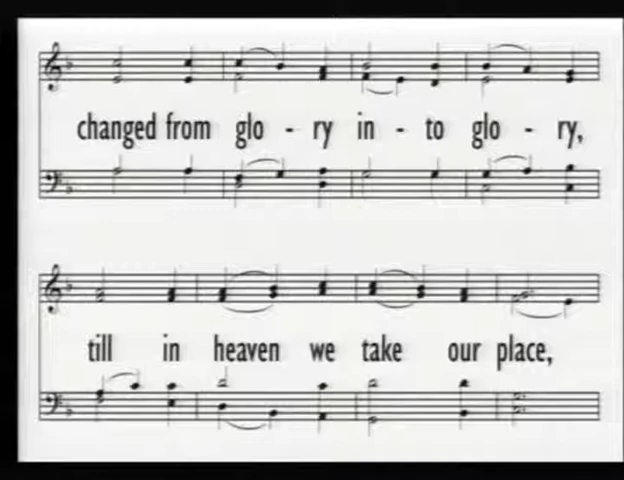 changed from glo - ry in - to glo - ry,
till in heaven we take our place,